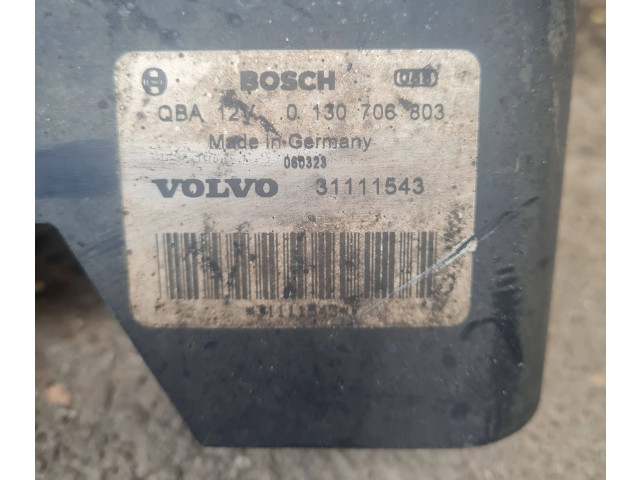 BOSCH
QBA 12V 0 130 706 803
Made in Germany
060323
VOLVO 31111543